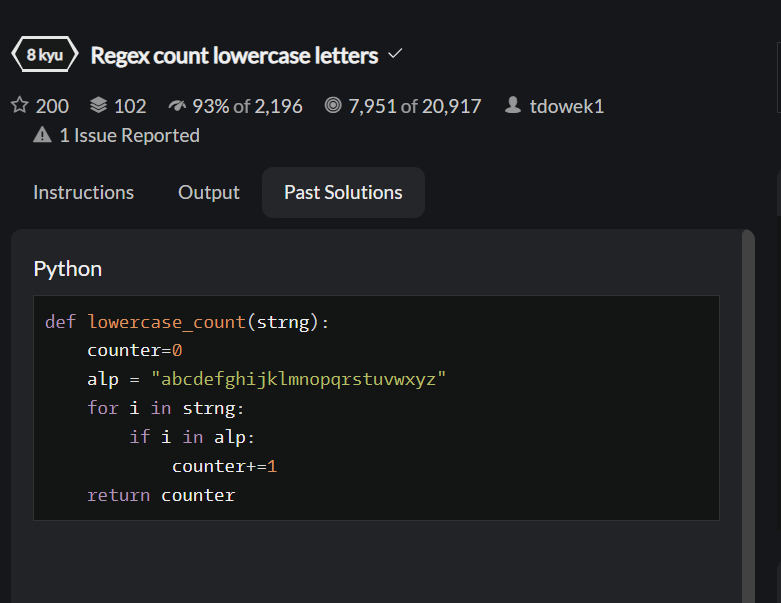 8 kyu Regex count lowercase letters
200 102 93% of 2,196 7,951 of 20,917 tdowek1
1 Issue Reported
Instructions Output Past Solutions
Python
def lowercase_count(strng):
    counter=0
    alp = "abcdefghijklmnopqrstuvwxyz"
    for i in strng:
        if i in alp:
            counter+=1
    return counter